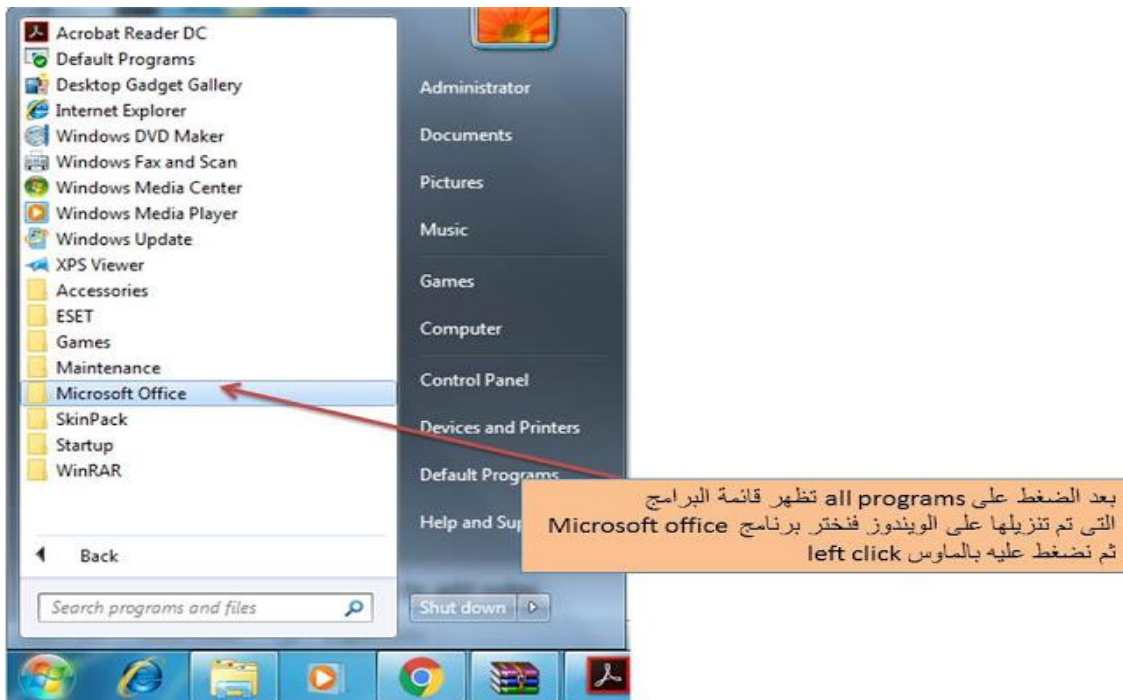 Acrobat Reader DC
Default Programs
Desktop Gadget Gallery
Internet Explorer
Windows DVD Maker
Windows Fax and Scan
Windows Media Center
Windows Media Player
Windows Update
XPS Viewer
Accessories
ESET
Games
Maintenance
Microsoft Office
SkinPack
Startup
WinRAR
Back
Search programs and files
Administrator
Documents
Pictures
Music
Games
Computer
Control Panel
Devices and Printers
Default Programs
Help and Sup
Shut down
بعد الضغط على all programs تظهر قائمة البرامج
التى تم تنزيلها على الويندوز فنختر برنامج Microsoft office
ثم نضغط عليه بالماوس left click